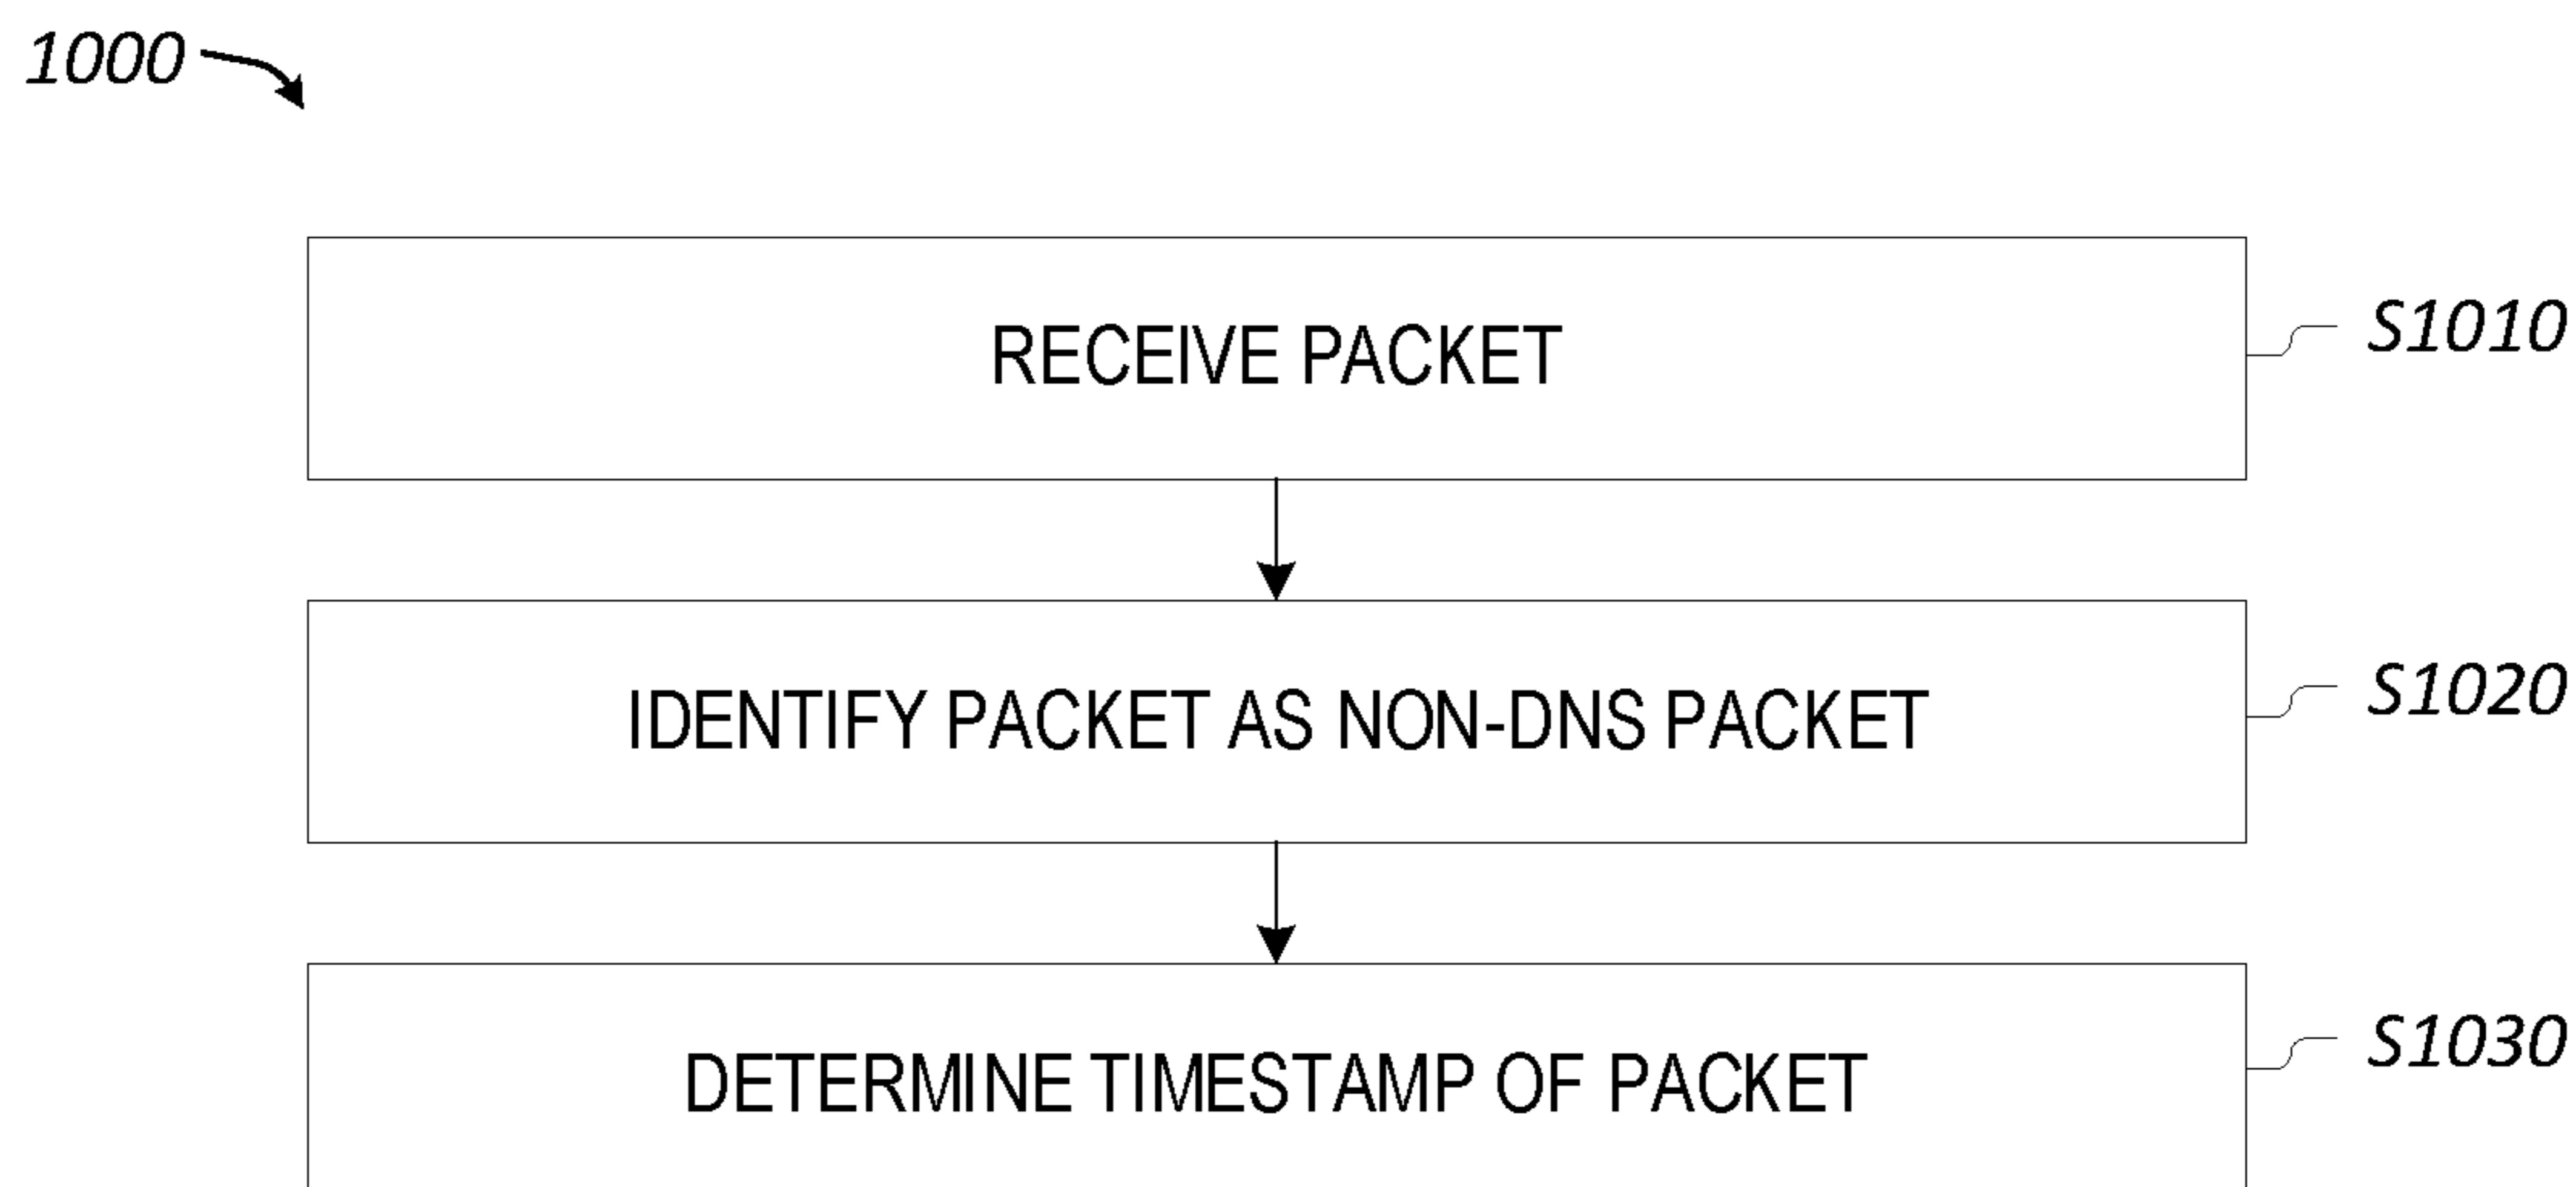 1000
RECEIVE PACKET
S1010
IDENTIFY PACKET AS NON-DNS PACKET
S1020
DETERMINE TIMESTAMP OF PACKET
S1030